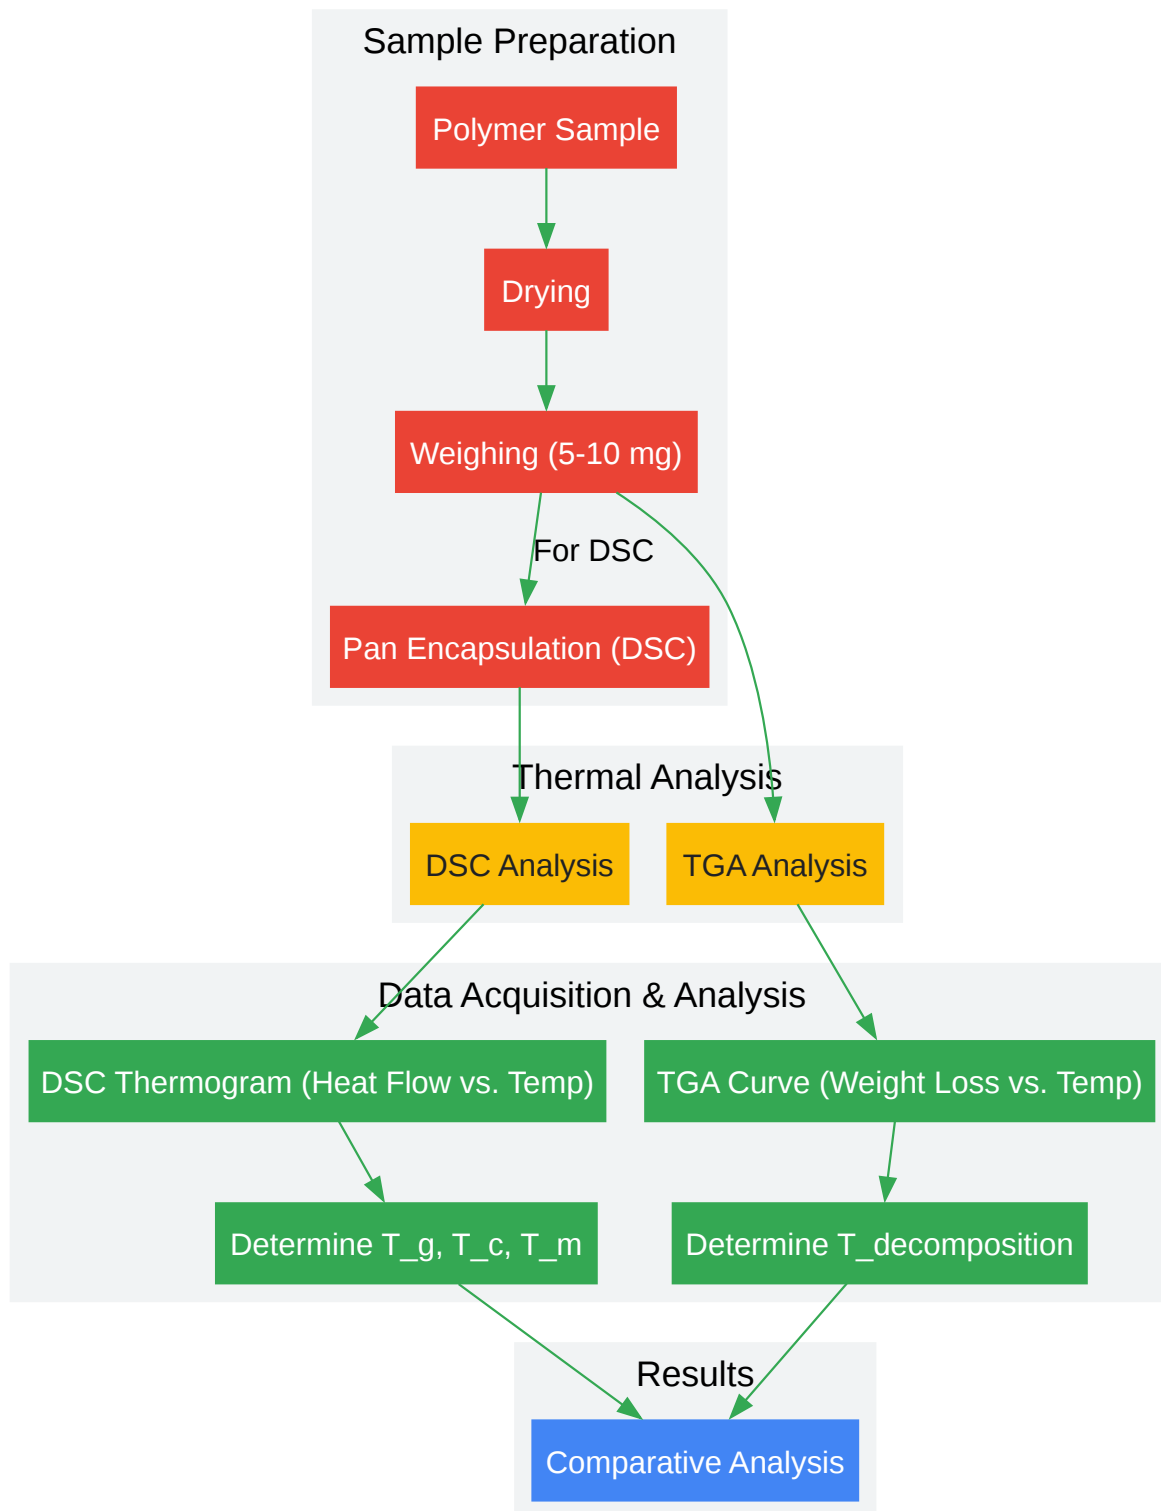 Sample Preparation
Polymer Sample
Drying
Weighing (5-10 mg)
For DSC
Pan Encapsulation (DSC)
Thermal Analysis
DSC Analysis
TGA Analysis
Data Acquisition & Analysis
DSC Thermogram (Heat Flow vs. Temp)
TGA Curve (Weight Loss vs. Temp)
Determine T_g, T_c, T_m
Determine T_decomposition
Results
Comparative Analysis